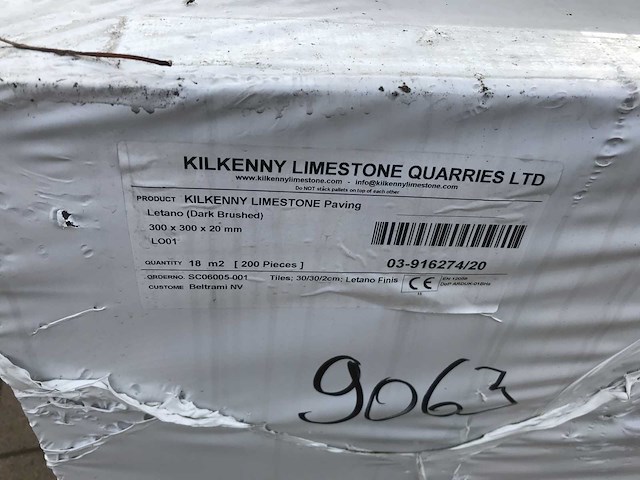 KILKENNY LIMESTONE QUARRIES LTD
www.kilkennylimestone.com - info@kilkennylimestone.com
Do NOT stack pallets on top of each other
PRODUCT KILKENNY LIMESTONE Paving
Letano (Dark Brushed)
300 x 300 x 20 mm
LO01
QUANTITY 18 m2 [ 200 Pieces ]
03-916274/20
ORDERNO. SC06005-001 Tiles; 30/30/2cm; Letano Finis
CE
CUSTOME Beltrami NV
9063